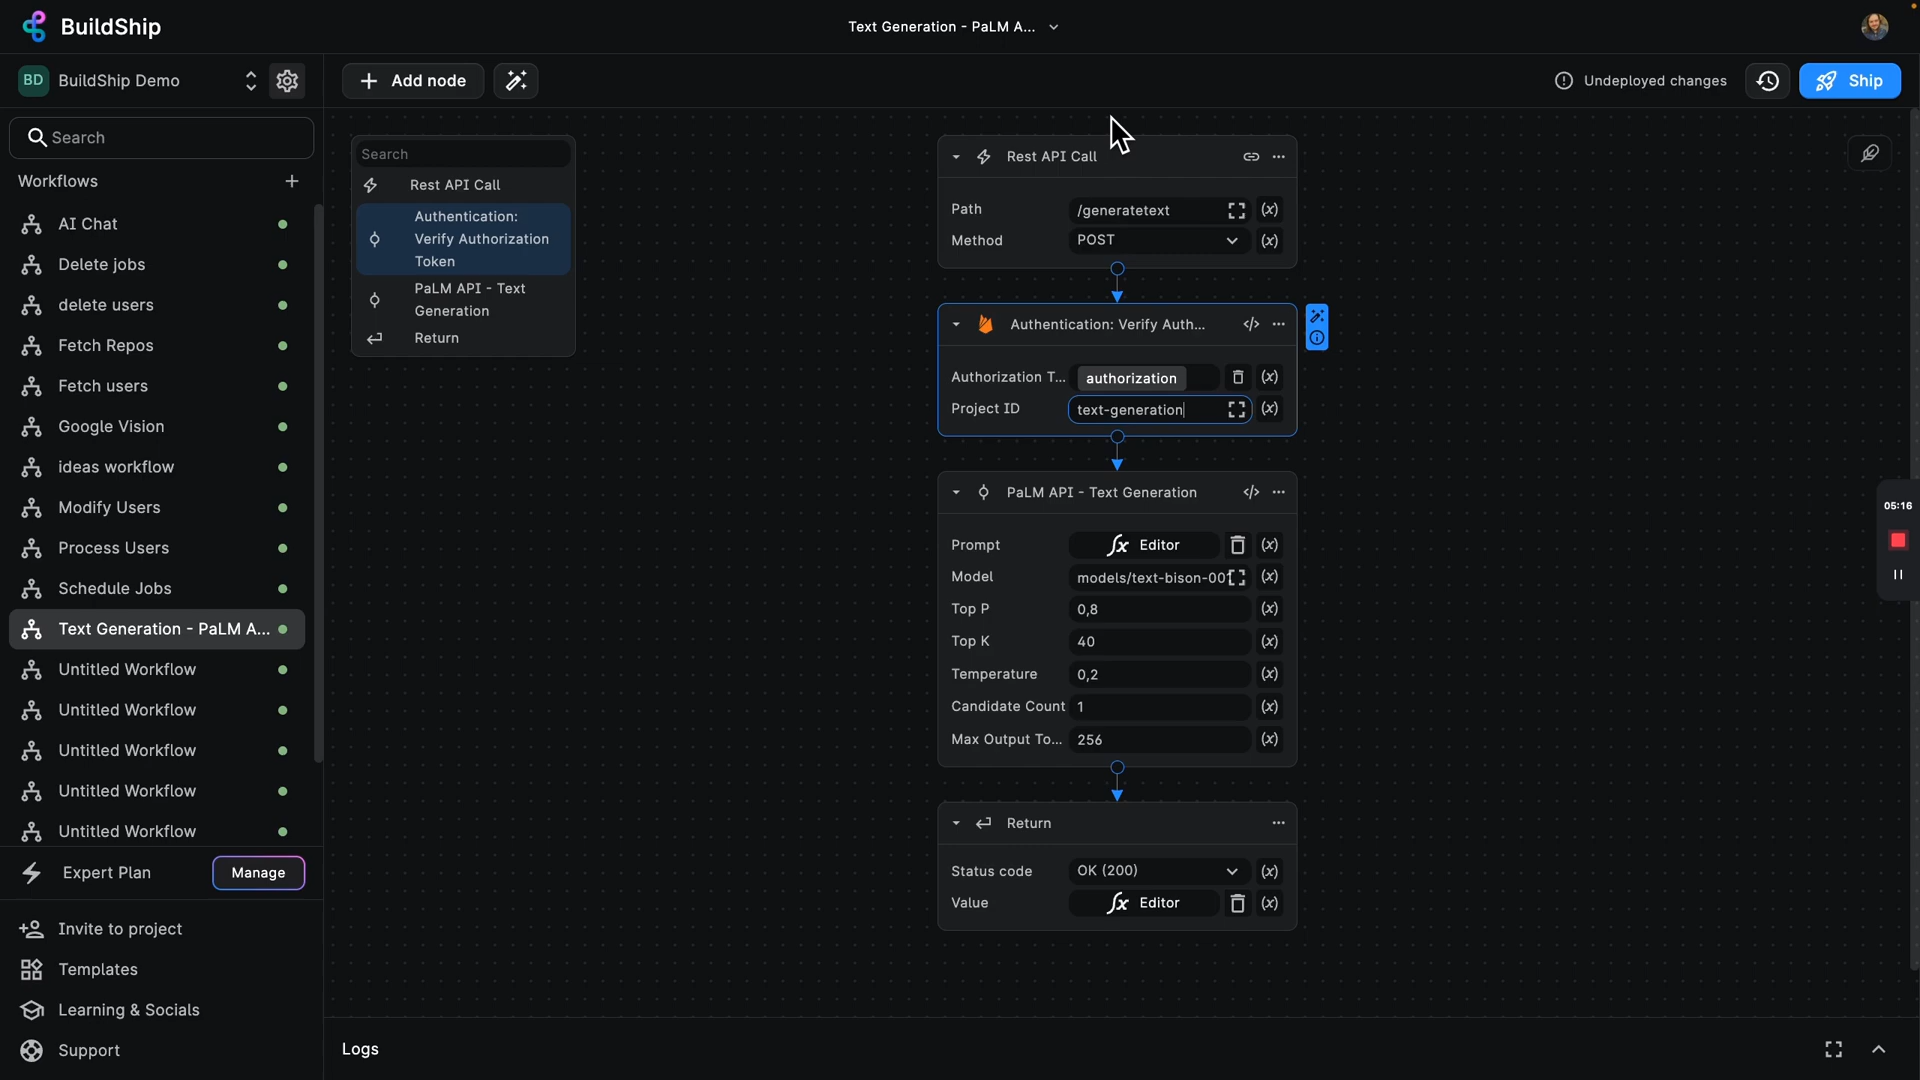 BuildShip
Text Generation - PaLM A...
BD BuildShip Demo
Add node
Undeployed changes
Ship
Search
Workflows
AI Chat
Delete jobs
delete users
Fetch Repos
Fetch users
Google Vision
ideas workflow
Modify Users
Process Users
Schedule Jobs
Text Generation - PaLM A...
Untitled Workflow
Untitled Workflow
Untitled Workflow
Untitled Workflow
Untitled Workflow
Expert Plan
Manage
Invite to project
Templates
Learning & Socials
Support
Search
Rest API Call
Authentication:
Verify Authorization
Token
PaLM API - Text
Generation
Return
Rest API Call
Path /generatetext (x)
Method POST (x)
Authentication: Verify Auth...
Authorization T... authorization (x)
Project ID text-generation (x)
PaLM API - Text Generation
Prompt fx Editor (x)
Model models/text-bison-001 (x)
Top P 0,8 (x)
Top K 40 (x)
Temperature 0,2 (x)
Candidate Count 1 (x)
Max Output To... 256 (x)
Return
Status code OK (200) (x)
Value fx Editor (x)
05:16
Logs